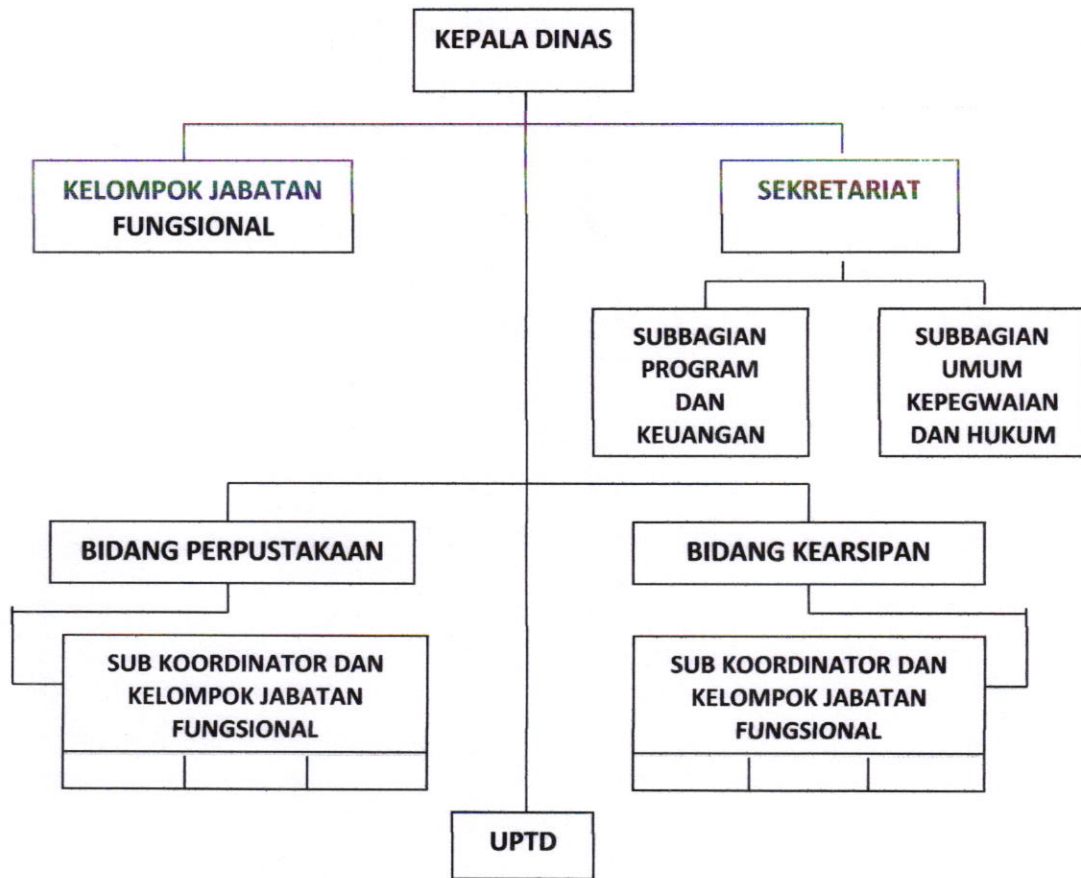 KEPALA DINAS
KELOMPOK JABATAN
FUNGSIONAL
SEKRETARIAT
SUBBAGIAN
PROGRAM
DAN
KEUANGAN
SUBBAGIAN
UMUM
KEPEGWAIAN
DAN HUKUM
BIDANG PERPUSTAKAAN
BIDANG KEARSIPAN
SUB KOORDINATOR DAN
KELOMPOK JABATAN
FUNGSIONAL
SUB KOORDINATOR DAN
KELOMPOK JABATAN
FUNGSIONAL
UPTD